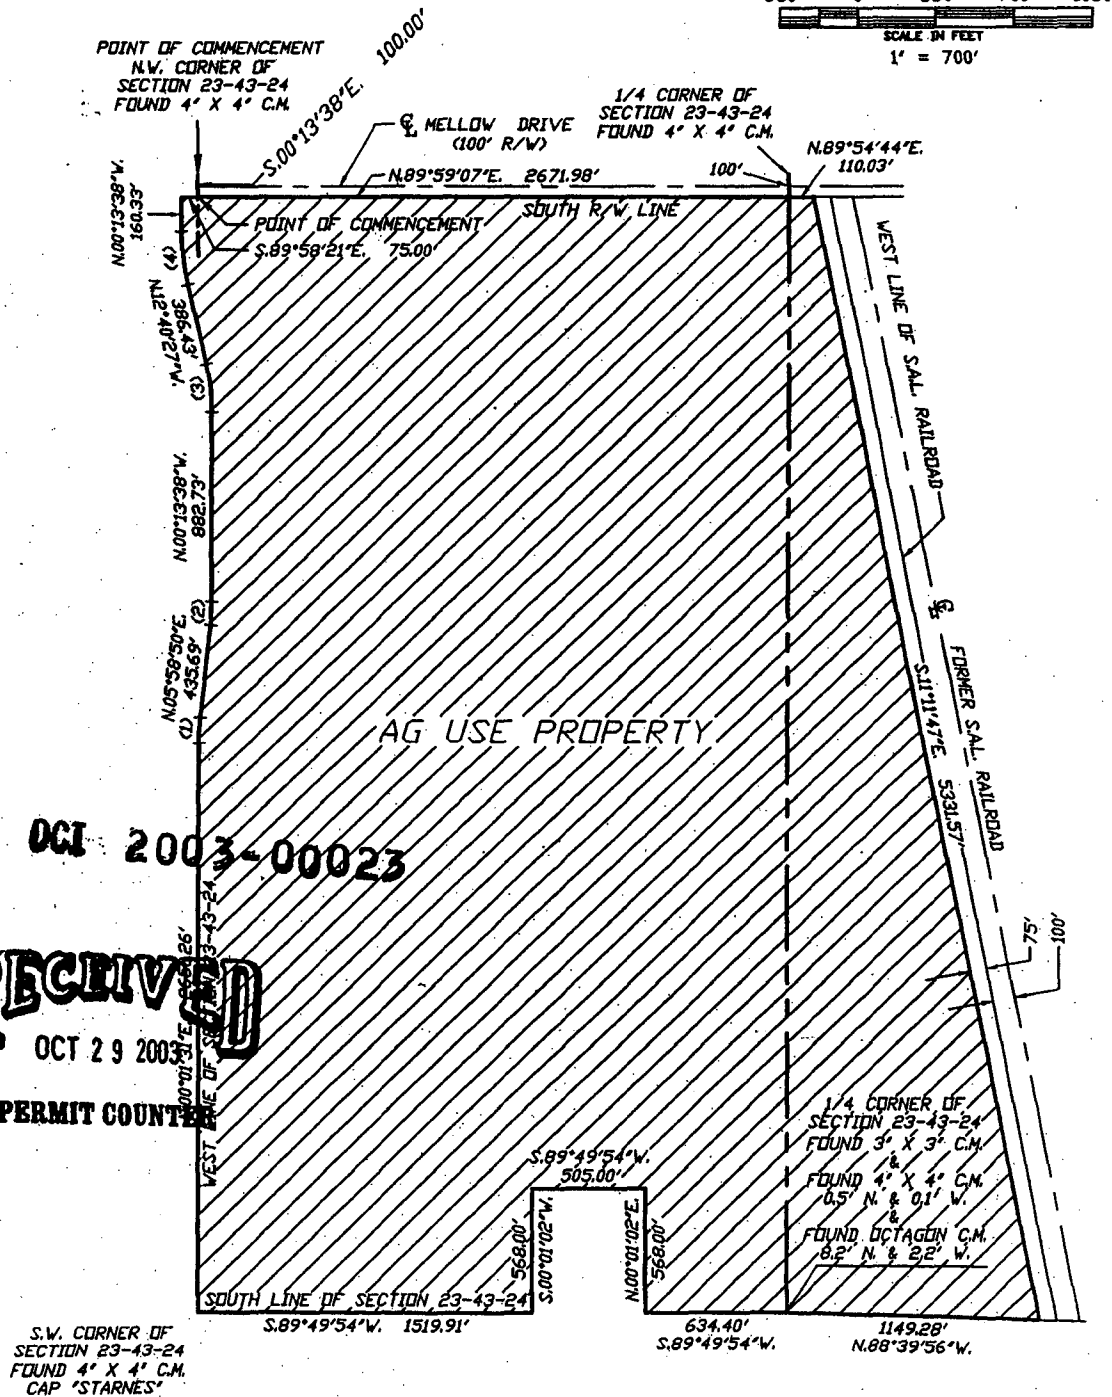 SCALE IN FEET
1" = 700'
POINT OF COMMENCEMENT
N.W. CORNER OF
SECTION 23-43-24
FOUND 4" X 4" C.M.
S.00°13'38"E. 100.00'
℄ MELLOW DRIVE
(100' R/W)
1/4 CORNER OF
SECTION 23-43-24
FOUND 4" X 4" C.M.
N.89°54'44"E.
110.03'
N.89°59'07"E. 2671.98'
100'
SOUTH R/W LINE
POINT OF COMMENCEMENT
S.89°58'21"E. 75.00'
N.00°13'38"W.
160.33'
(4)
N.12°40'27"W.
386.43'
(3)
N.00°13'38"W.
882.73'
(2)
N.05°58'50"E.
435.69'
(1)
WEST LINE OF S.A.L. RAILROAD
℄ FORMER S.A.L. RAILROAD
S.11°11'47"E. 5331.57'
75'
100'
AG USE PROPERTY
DCI 2003-00023
RECEIVED
OCT 29 2003
PERMIT COUNTER
WEST LINE OF SECTION 23-43-24
1/4 CORNER OF
SECTION 23-43-24
FOUND 3" X 3" C.M.
&
FOUND 4" X 4" C.M.
0.5' N. & 0.1' W.
&
FOUND OCTAGON C.M.
8.2' N. & 2.2' W.
S.89°49'54"W.
505.00'
568.00'
S.00°01'02"W.
N.00°01'02"E.
568.00'
SOUTH LINE OF SECTION 23-43-24
S.89°49'54"W. 1519.91'
634.40'
S.89°49'54"W.
1149.28'
N.88°39'56"W.
S.W. CORNER OF
SECTION 23-43-24
FOUND 4" X 4" C.M.
CAP "STARNES"